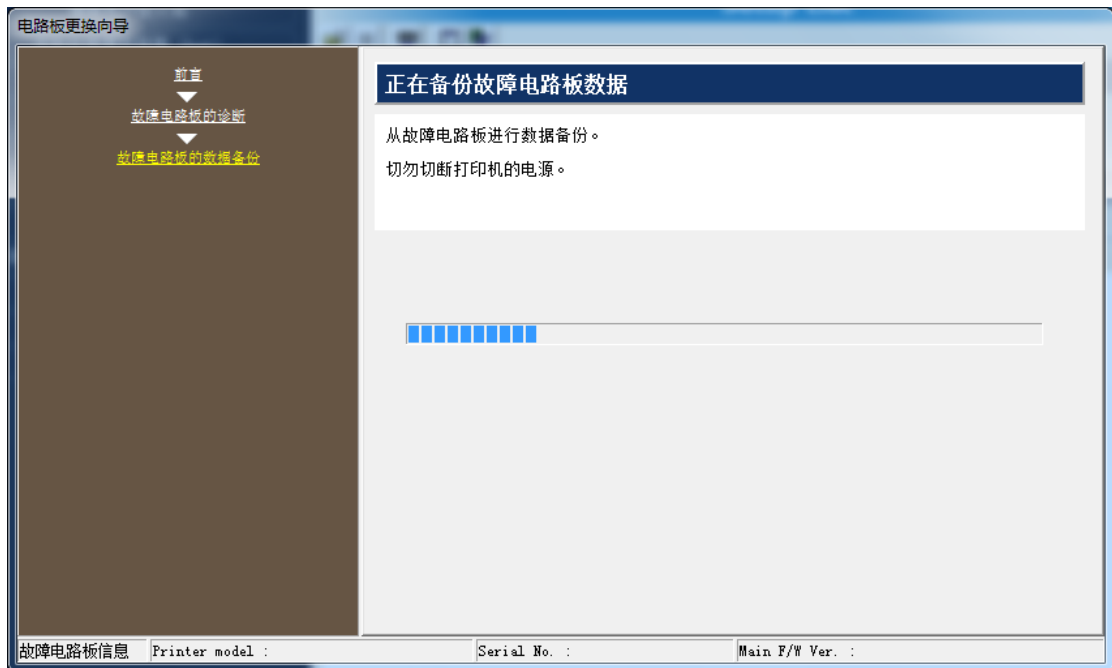 电路板更换向导
前言
故障电路板的诊断
故障电路板的数据备份
正在备份故障电路板数据
从故障电路板进行数据备份。
切勿切断打印机的电源。
故障电路板信息
Printer model :
Serial No. :
Main F/W Ver. :